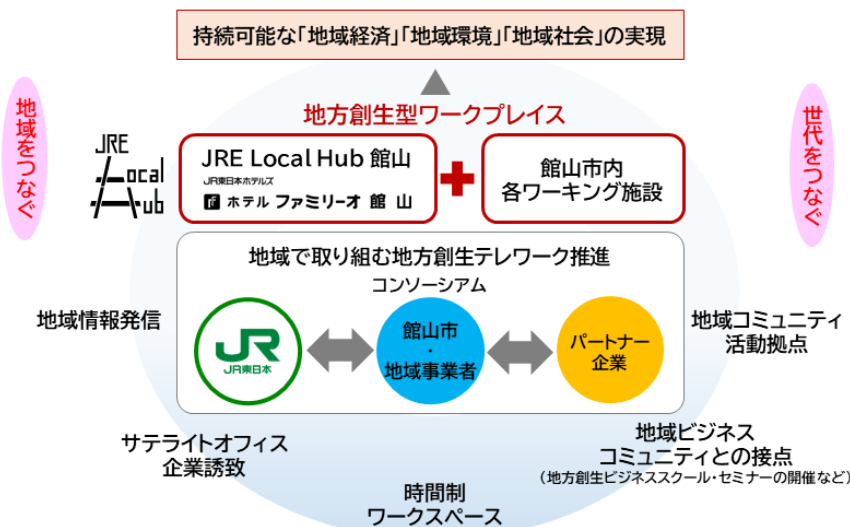 持続可能な「地域経済」「地域環境」「地域社会」の実現
地域をつなぐ
世代をつなぐ
地方創生型ワークプレイス
JRE
Local
Hub
JRE Local Hub 館山
JR東日本ホテルズ
ホテル ファミリーオ 館 山
館山市内
各ワーキング施設
地域で取り組む地方創生テレワーク推進
コンソーシアム
地域情報発信
JR
JR東日本
館山市
・
地域事業者
パートナー
企業
地域コミュニティ
活動拠点
サテライトオフィス
企業誘致
地域ビジネス
コミュニティとの接点
(地方創生ビジネススクール・セミナーの開催など)
時間制
ワークスペース